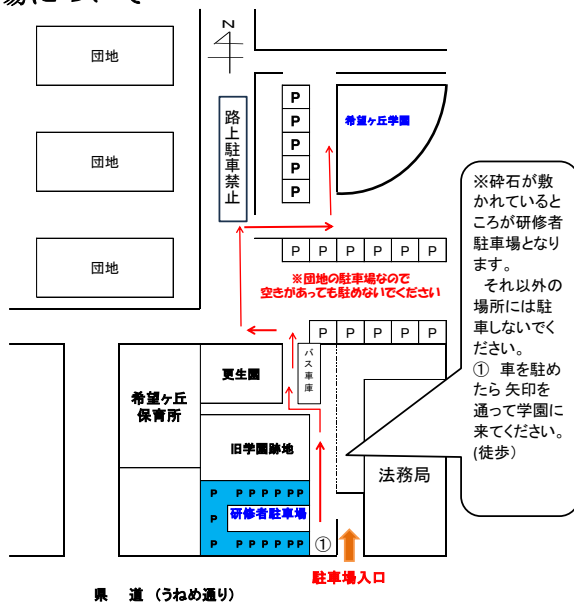 場について
N
団地
団地
団地
路上駐車禁止
P
P
P
P
P
希望ヶ丘学園
P P P P P P
※団地の駐車場なので
空きがあっても駐めないでください
P P P P P
バス車庫
更生園
希望ヶ丘
保育所
旧学園跡地
法務局
P P P P P P P
P 研修者駐車場
P P P P P P P
①
駐車場入口
県 道 (うねめ通り)
※砕石が敷
かれていると
ころが研修者
駐車場となり
ます。
それ以外の
場所には駐
車しないでく
ださい。
① 車を駐め
たら 矢印を
通って学園に
来てください。
(徒歩)